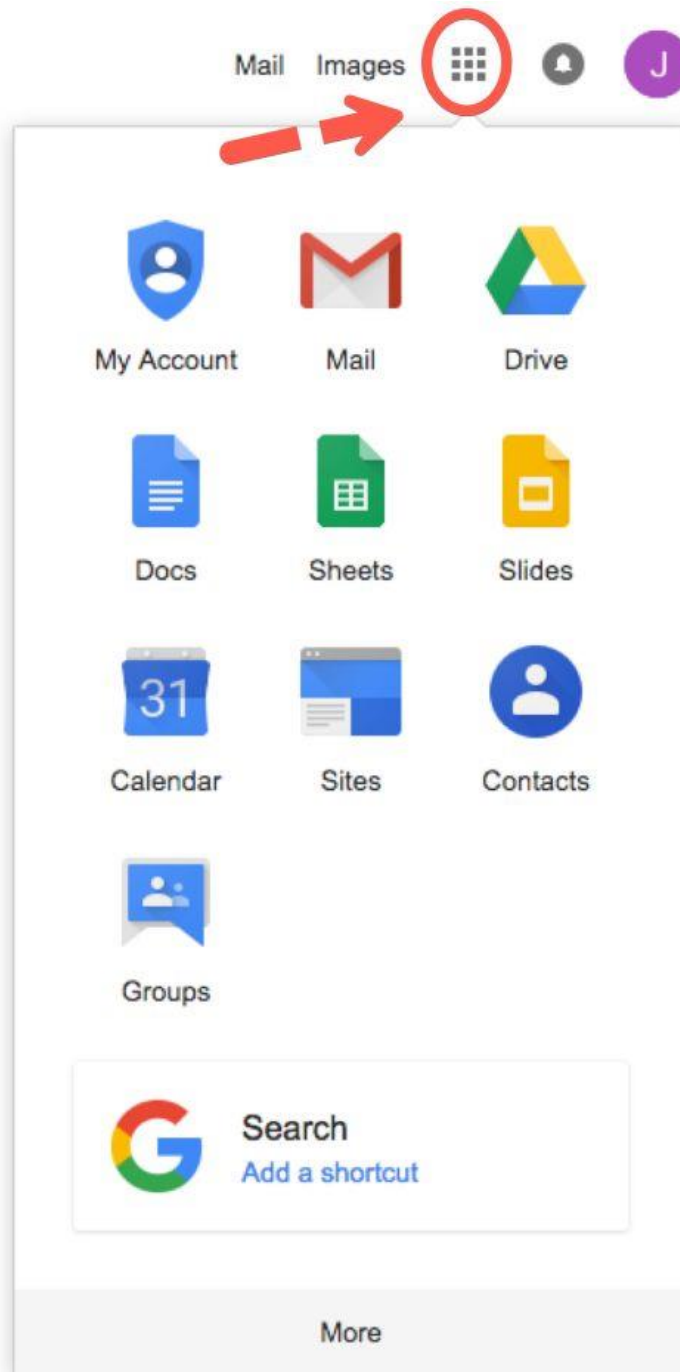 Mail Images J
My Account Mail Drive
Docs Sheets Slides
31
Calendar Sites Contacts
Groups
Search
Add a shortcut
More